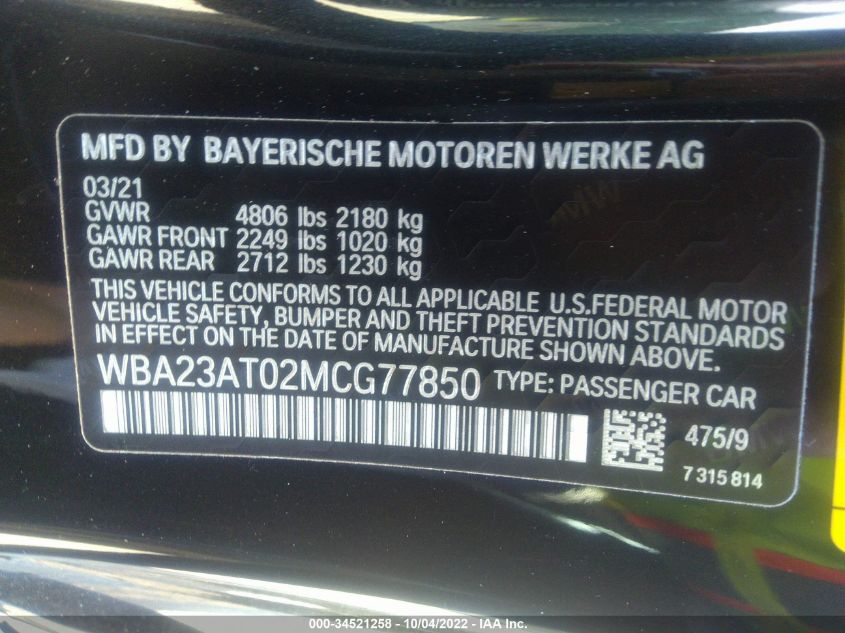 MFD BY BAYERISCHE MOTOREN WERKE AG
03/21
GVWR 4806 lbs 2180 kg
GAWR FRONT 2249 lbs 1020 kg
GAWR REAR 2712 lbs 1230 kg
THIS VEHICLE CONFORMS TO ALL APPLICABLE U.S.FEDERAL MOTOR
VEHICLE SAFETY, BUMPER AND THEFT PREVENTION STANDARDS
IN EFFECT ON THE DATE OF MANUFACTURE SHOWN ABOVE.
WBA23AT02MCG77850 TYPE: PASSENGER CAR
475/9
7 315 814
000-34521258 - 10/04/2022 - IAA Inc.